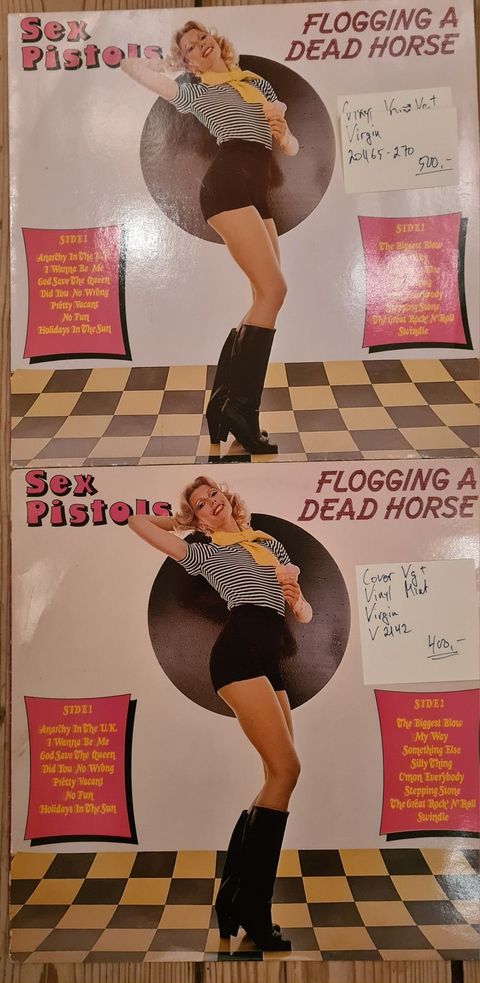 Sex
Pistols
FLOGGING A
DEAD HORSE
Virgin
201165-270
500,-
SIDE 1
Anarchy In The U.K.
I Wanna Be Me
God Save The Queen
Did You No Wrong
Pretty Vacant
No Fun
Holidays In The Sun
SIDE 2
The Biggest Blow
Way
Else
Stepping Stone
The Great Rock' N' Roll
Swindle
Sex
Pistols
FLOGGING A
DEAD HORSE
Cover Vg+
Vinyl Mint
Virgin
V 2142
400,-
SIDE 1
Anarchy In The U.K.
I Wanna Be Me
God Save The Queen
Did You No Wrong
Pretty Vacant
No Fun
Holidays In The Sun
SIDE 2
The Biggest Blow
My Way
Something Else
Silly Thing
C'mon Everybody
Stepping Stone
The Great Rock' N' Roll
Swindle